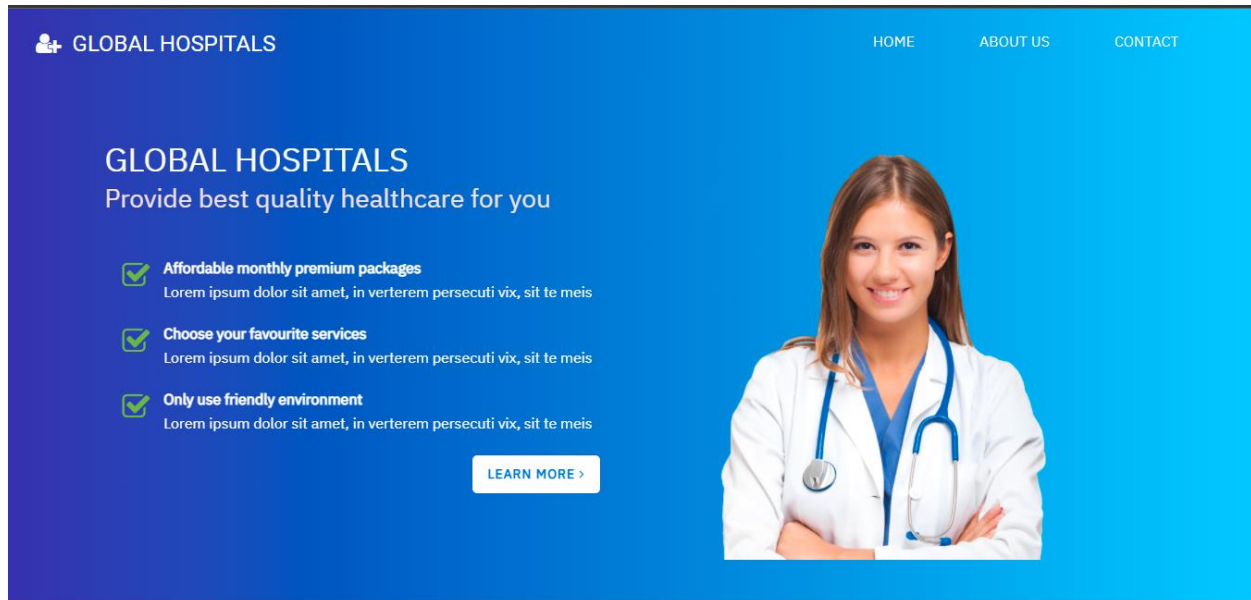 GLOBAL HOSPITALS
HOME ABOUT US CONTACT
GLOBAL HOSPITALS
Provide best quality healthcare for you
Affordable monthly premium packages
Lorem ipsum dolor sit amet, in verterem persecuti vix, sit te meis
Choose your favourite services
Lorem ipsum dolor sit amet, in verterem persecuti vix, sit te meis
Only use friendly environment
Lorem ipsum dolor sit amet, in verterem persecuti vix, sit te meis
LEARN MORE >